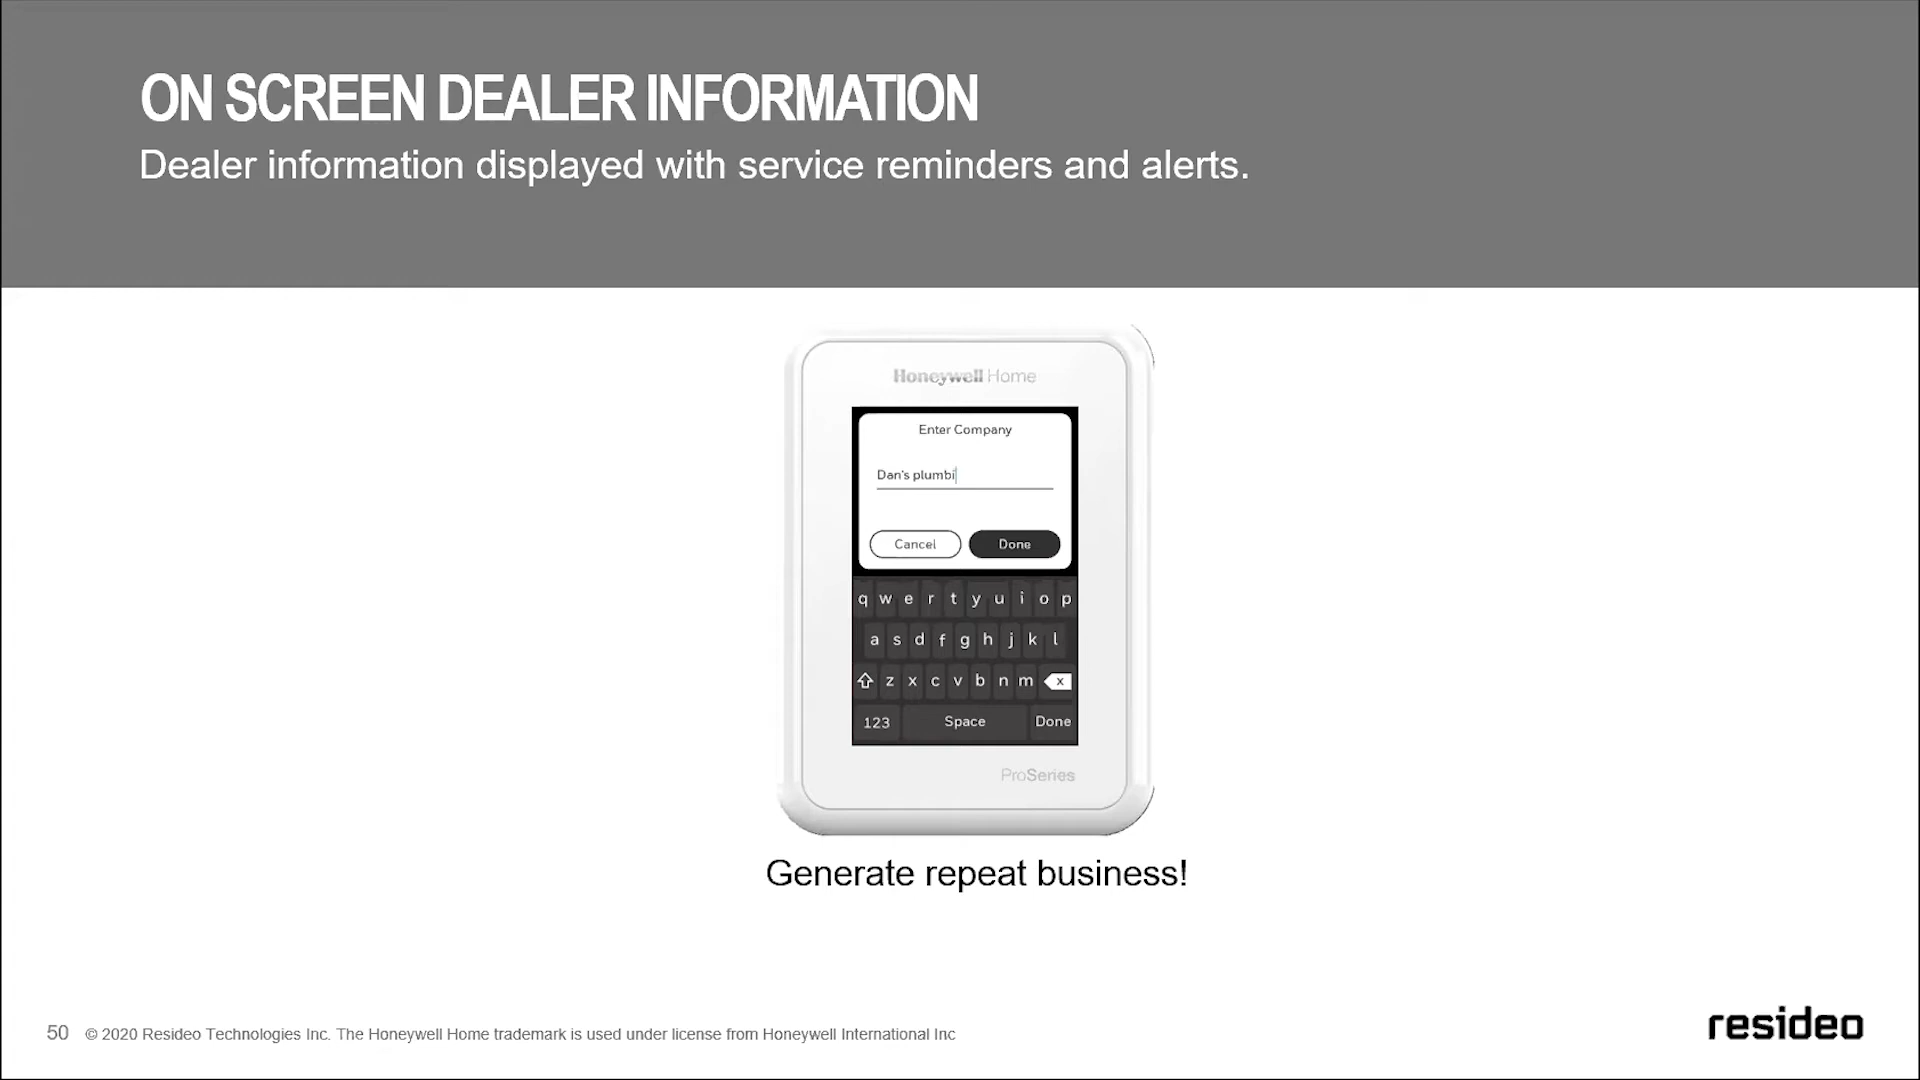 ON SCREEN DEALER INFORMATION
Dealer information displayed with service reminders and alerts.
Honeywell Home
Enter Company
Dan's plumbi
Cancel Done
q w e r t y u i o p
a s d f g h j k l
z x c v b n m x
123 Space Done
ProSeries
Generate repeat business!
50 © 2020 Resideo Technologies Inc. The Honeywell Home trademark is used under license from Honeywell International Inc
resideo